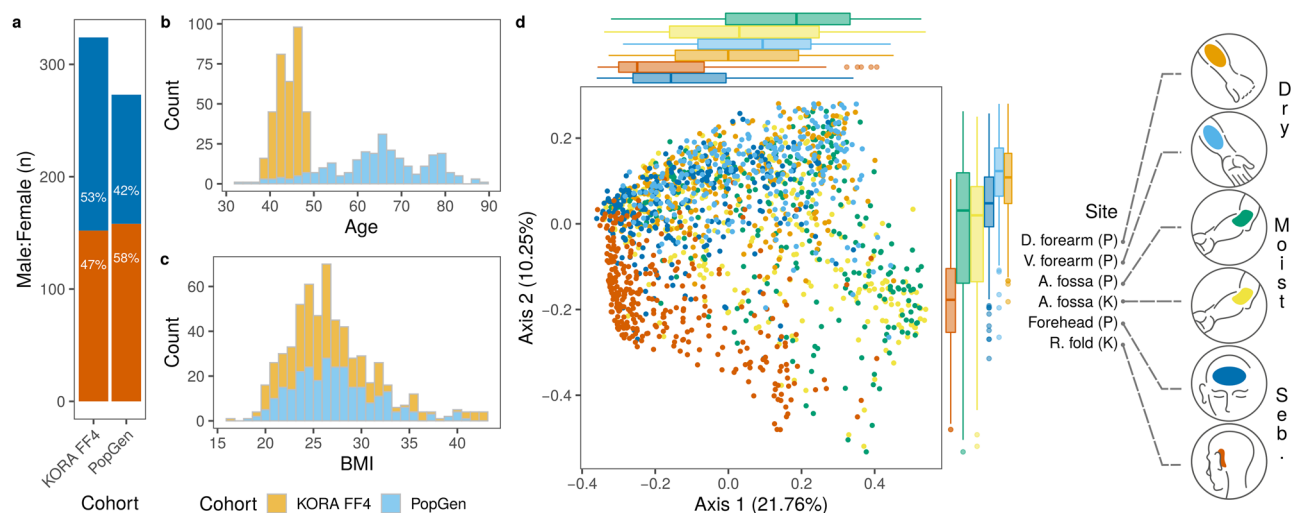 a
Male:Female (n)
300
200
100
0
53%
42%
47%
58%
KORA FF4
PopGen
Cohort
b
Count
100
75
50
25
0
30
40
50
60
70
80
90
Age
c
Count
60
40
20
0
15
20
25
30
35
40
BMI
Cohort
KORA FF4
PopGen
d
Axis 2 (10.25%)
0.2
0.0
−0.2
−0.4
−0.4
−0.2
0.0
0.2
0.4
Axis 1 (21.76%)
Site
D. forearm (P)
V. forearm (P)
A. fossa (P)
A. fossa (K)
Forehead (P)
R. fold (K)
Dry
Moist
Seb.